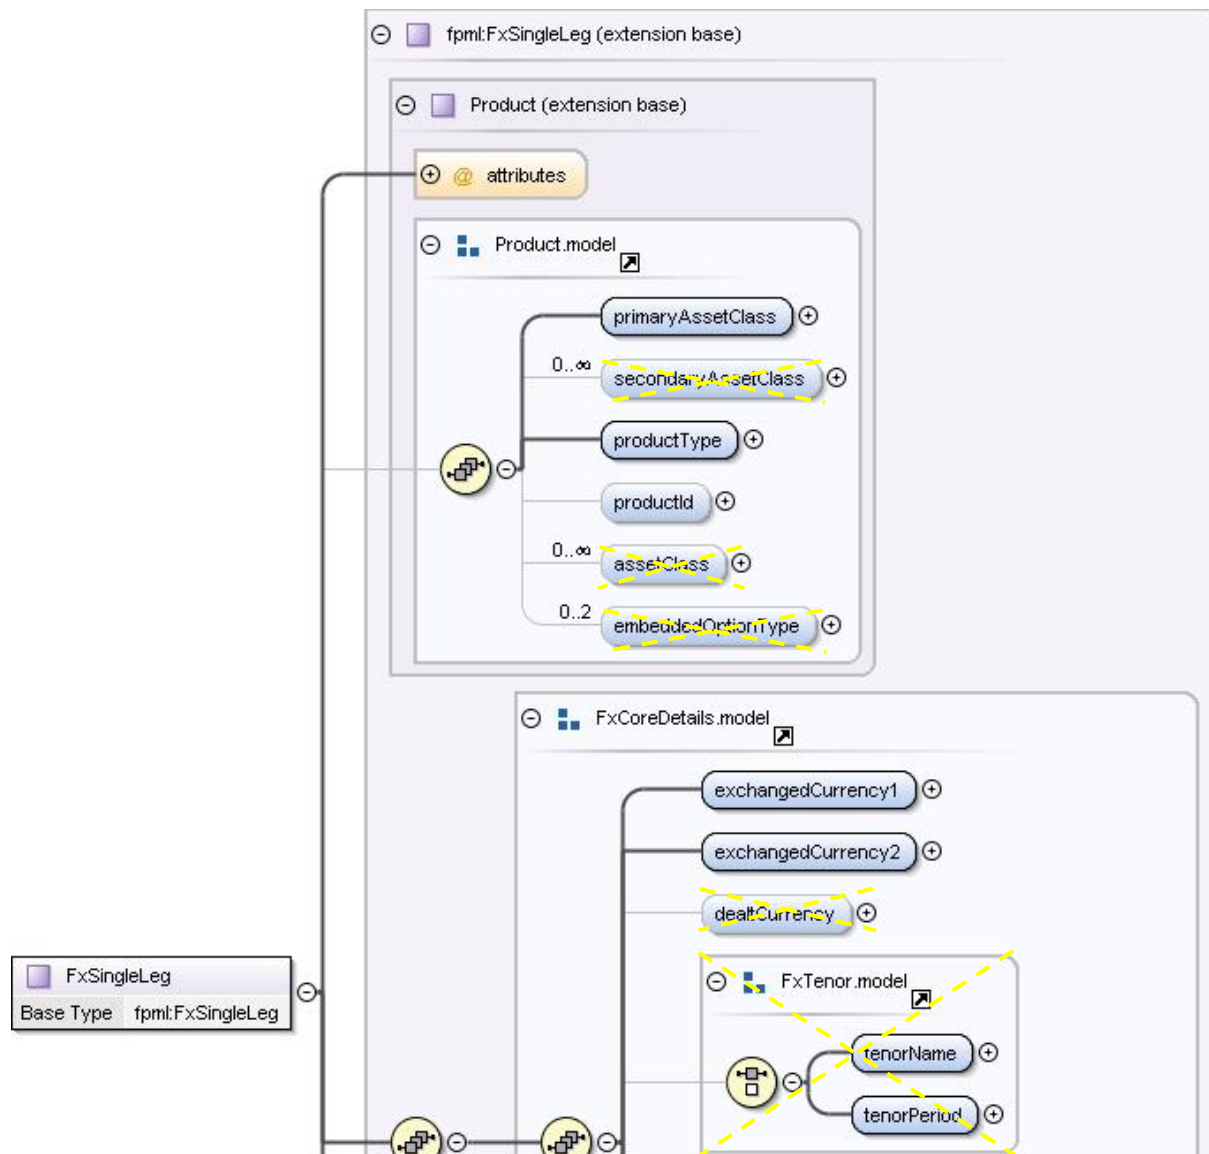 fpml:FxSingleLeg (extension base)
Product (extension base)
@ attributes
Product.model
primaryAssetClass
0..∞
secondaryAssetClass
productType
productId
0..∞
assetClass
0..2
embeddedOptionType
FxCoreDetails.model
exchangedCurrency1
exchangedCurrency2
dealtCurrency
FxSingleLeg
Base Type fpml:FxSingleLeg
FxTenor.model
tenorName
tenorPeriod